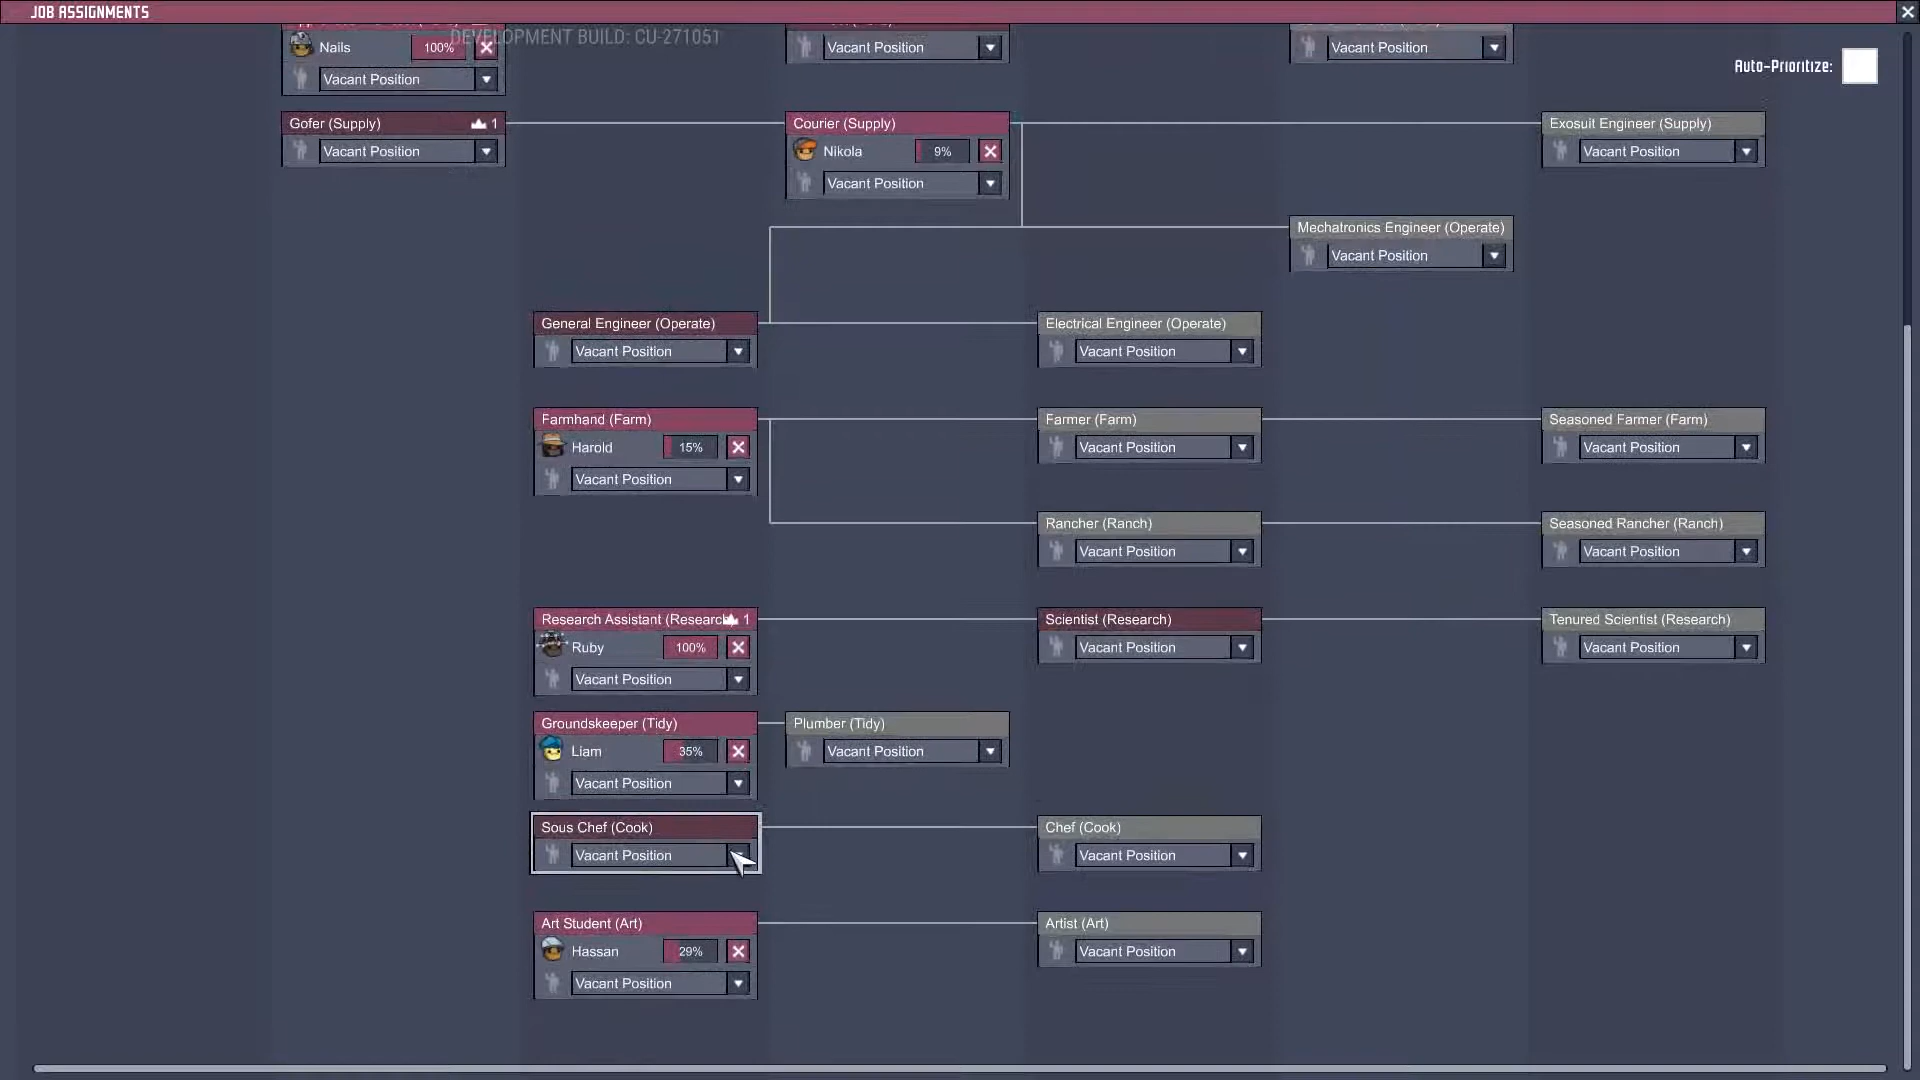 JOB ASSIGNMENTS
DEVELOPMENT BUILD: CU-271051
Auto-Prioritize:
Nails 100%
Vacant Position
Vacant Position
Vacant Position
Gofer (Supply) 1
Vacant Position
Courier (Supply)
Nikola 9%
Vacant Position
Exosuit Engineer (Supply)
Vacant Position
Mechatronics Engineer (Operate)
Vacant Position
General Engineer (Operate)
Vacant Position
Electrical Engineer (Operate)
Vacant Position
Farmhand (Farm)
Harold 15%
Vacant Position
Farmer (Farm)
Vacant Position
Seasoned Farmer (Farm)
Vacant Position
Rancher (Ranch)
Vacant Position
Seasoned Rancher (Ranch)
Vacant Position
Research Assistant (Research 1
Ruby 100%
Vacant Position
Scientist (Research)
Vacant Position
Tenured Scientist (Research)
Vacant Position
Groundskeeper (Tidy)
Liam 35%
Vacant Position
Plumber (Tidy)
Vacant Position
Sous Chef (Cook)
Vacant Position
Chef (Cook)
Vacant Position
Art Student (Art)
Hassan 29%
Vacant Position
Artist (Art)
Vacant Position